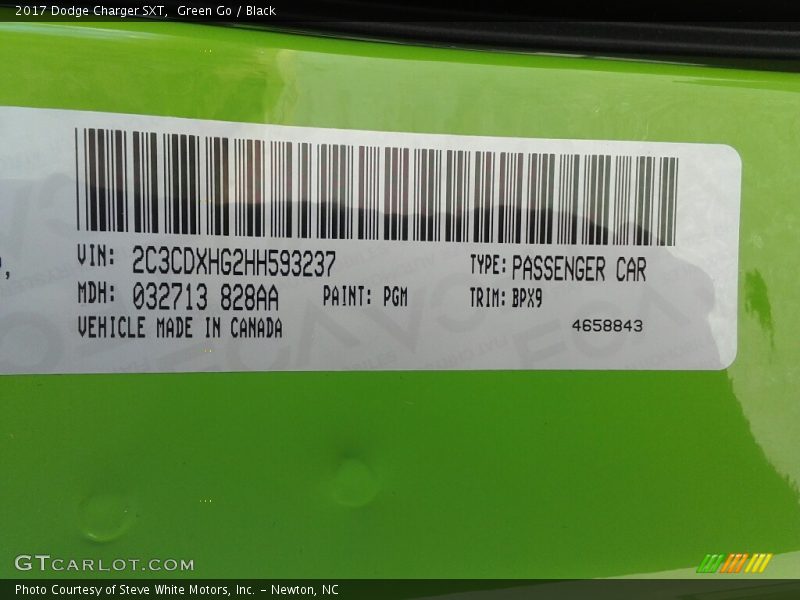 2017 Dodge Charger SXT,  Green Go / Black
VIN: 2C3CDXHG2HH593237 TYPE: PASSENGER CAR
MDH: 032713 828AA PAINT: PGM TRIM: BPX9
VEHICLE MADE IN CANADA 4658843
GTCARLOT.COM
Photo Courtesy of Steve White Motors, Inc. – Newton, NC